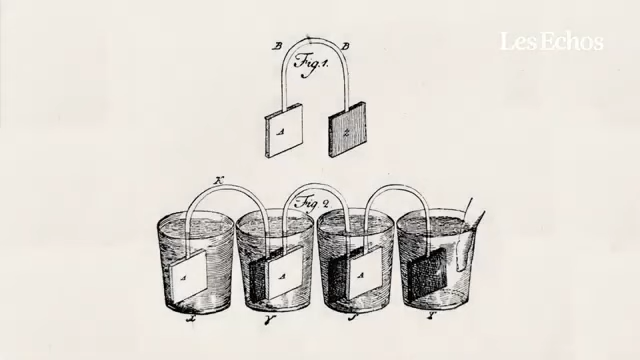 Les Echos
B B
Fig. 1.
A Z
K
Fig. 2.
A A A